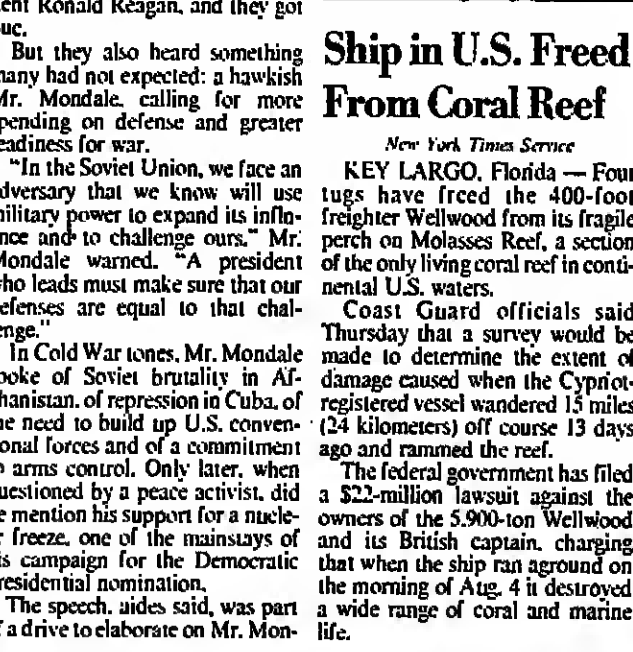 ent Ronald Reagan, and they got
But they also heard something
many had not expected: a hawkish
Mr. Mondale, calling for more
pending on defense and greater
eadiness for war.
"In the Soviet Union, we face an
dversary that we know will use
military power to expand its influ-
nce and to challenge ours." Mr.
Mondale warned. "A president
who leads must make sure that our
efenses are equal to that chal-
enge."
In Cold War tones, Mr. Mondale
poke of Soviet brutality in Af-
hanistan, of repression in Cuba, of
he need to build up U.S. conven-
ional forces and of a commitment
o arms control. Only later, when
uestioned by a peace activist, did
e mention his support for a nucle-
r freeze, one of the mainstays of
is campaign for the Democratic
residential nomination.
The speech, aides said, was part
f a drive to elaborate on Mr. Mon-
Ship in U.S. Freed
From Coral Reef
New York Times Service
KEY LARGO, Florida — Four
tugs have freed the 400-foot
freighter Wellwood from its fragile
perch on Molasses Reef, a section
of the only living coral reef in conti-
nental U.S. waters.
Coast Guard officials said
Thursday that a survey would be
made to determine the extent of
damage caused when the Cypriot-
registered vessel wandered 15 miles
(24 kilometers) off course 13 days
ago and rammed the reef.
The federal government has filed
a $22-million lawsuit against the
owners of the 5,900-ton Wellwood
and its British captain, charging
that when the ship ran aground on
the morning of Aug. 4 it destroyed
a wide range of coral and marine
life.